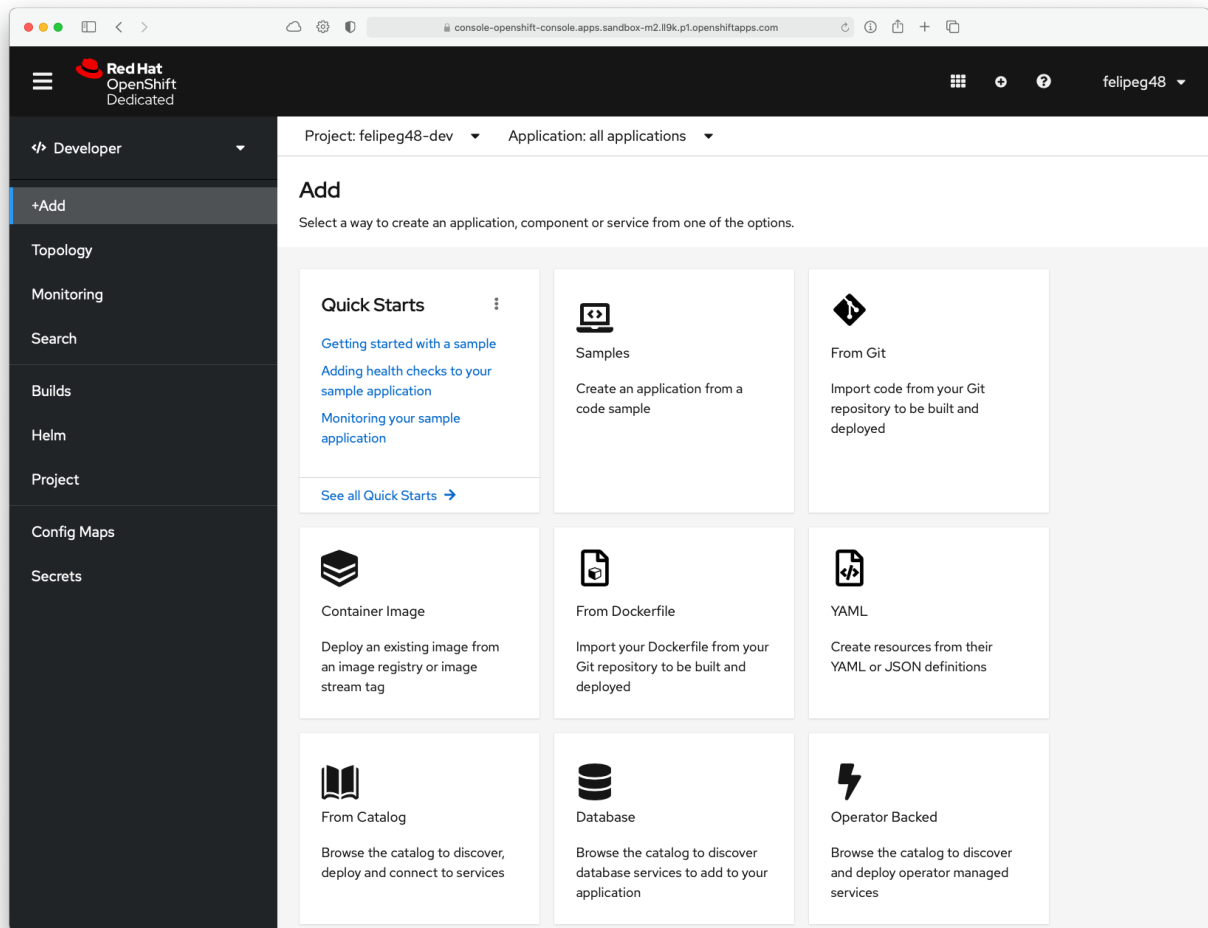 console-openshift-console.apps.sandbox-m2.ll9k.p1.openshiftapps.com
Red Hat
OpenShift
Dedicated
felipeg48
Developer
Project: felipeg48-dev
Application: all applications
+Add
Topology
Monitoring
Search
Builds
Helm
Project
Config Maps
Secrets
Add
Select a way to create an application, component or service from one of the options.
Quick Starts
Getting started with a sample
Adding health checks to your
sample application
Monitoring your sample
application
See all Quick Starts
Samples
Create an application from a
code sample
From Git
Import code from your Git
repository to be built and
deployed
Container Image
Deploy an existing image from
an image registry or image
stream tag
From Dockerfile
Import your Dockerfile from your
Git repository to be built and
deployed
YAML
Create resources from their
YAML or JSON definitions
From Catalog
Browse the catalog to discover,
deploy and connect to services
Database
Browse the catalog to discover
database services to add to your
application
Operator Backed
Browse the catalog to discover
and deploy operator managed
services